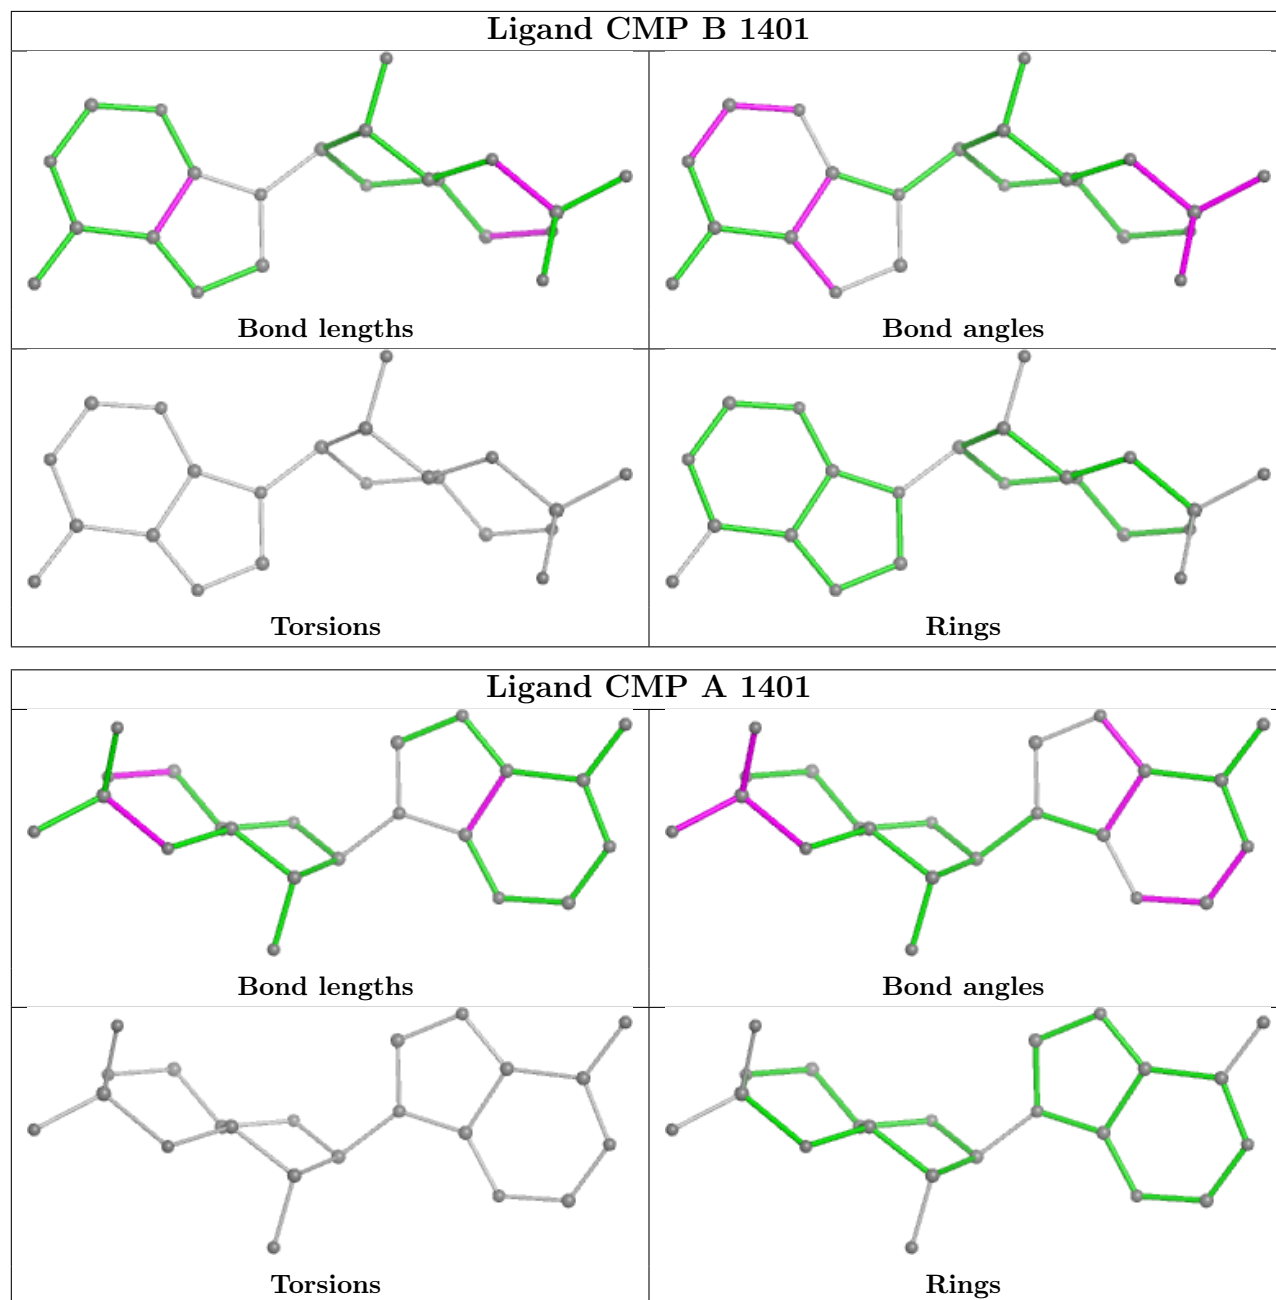 Ligand CMP B 1401
Bond lengths
Bond angles
Torsions
Rings
Ligand CMP A 1401
Bond lengths
Bond angles
Torsions
Rings